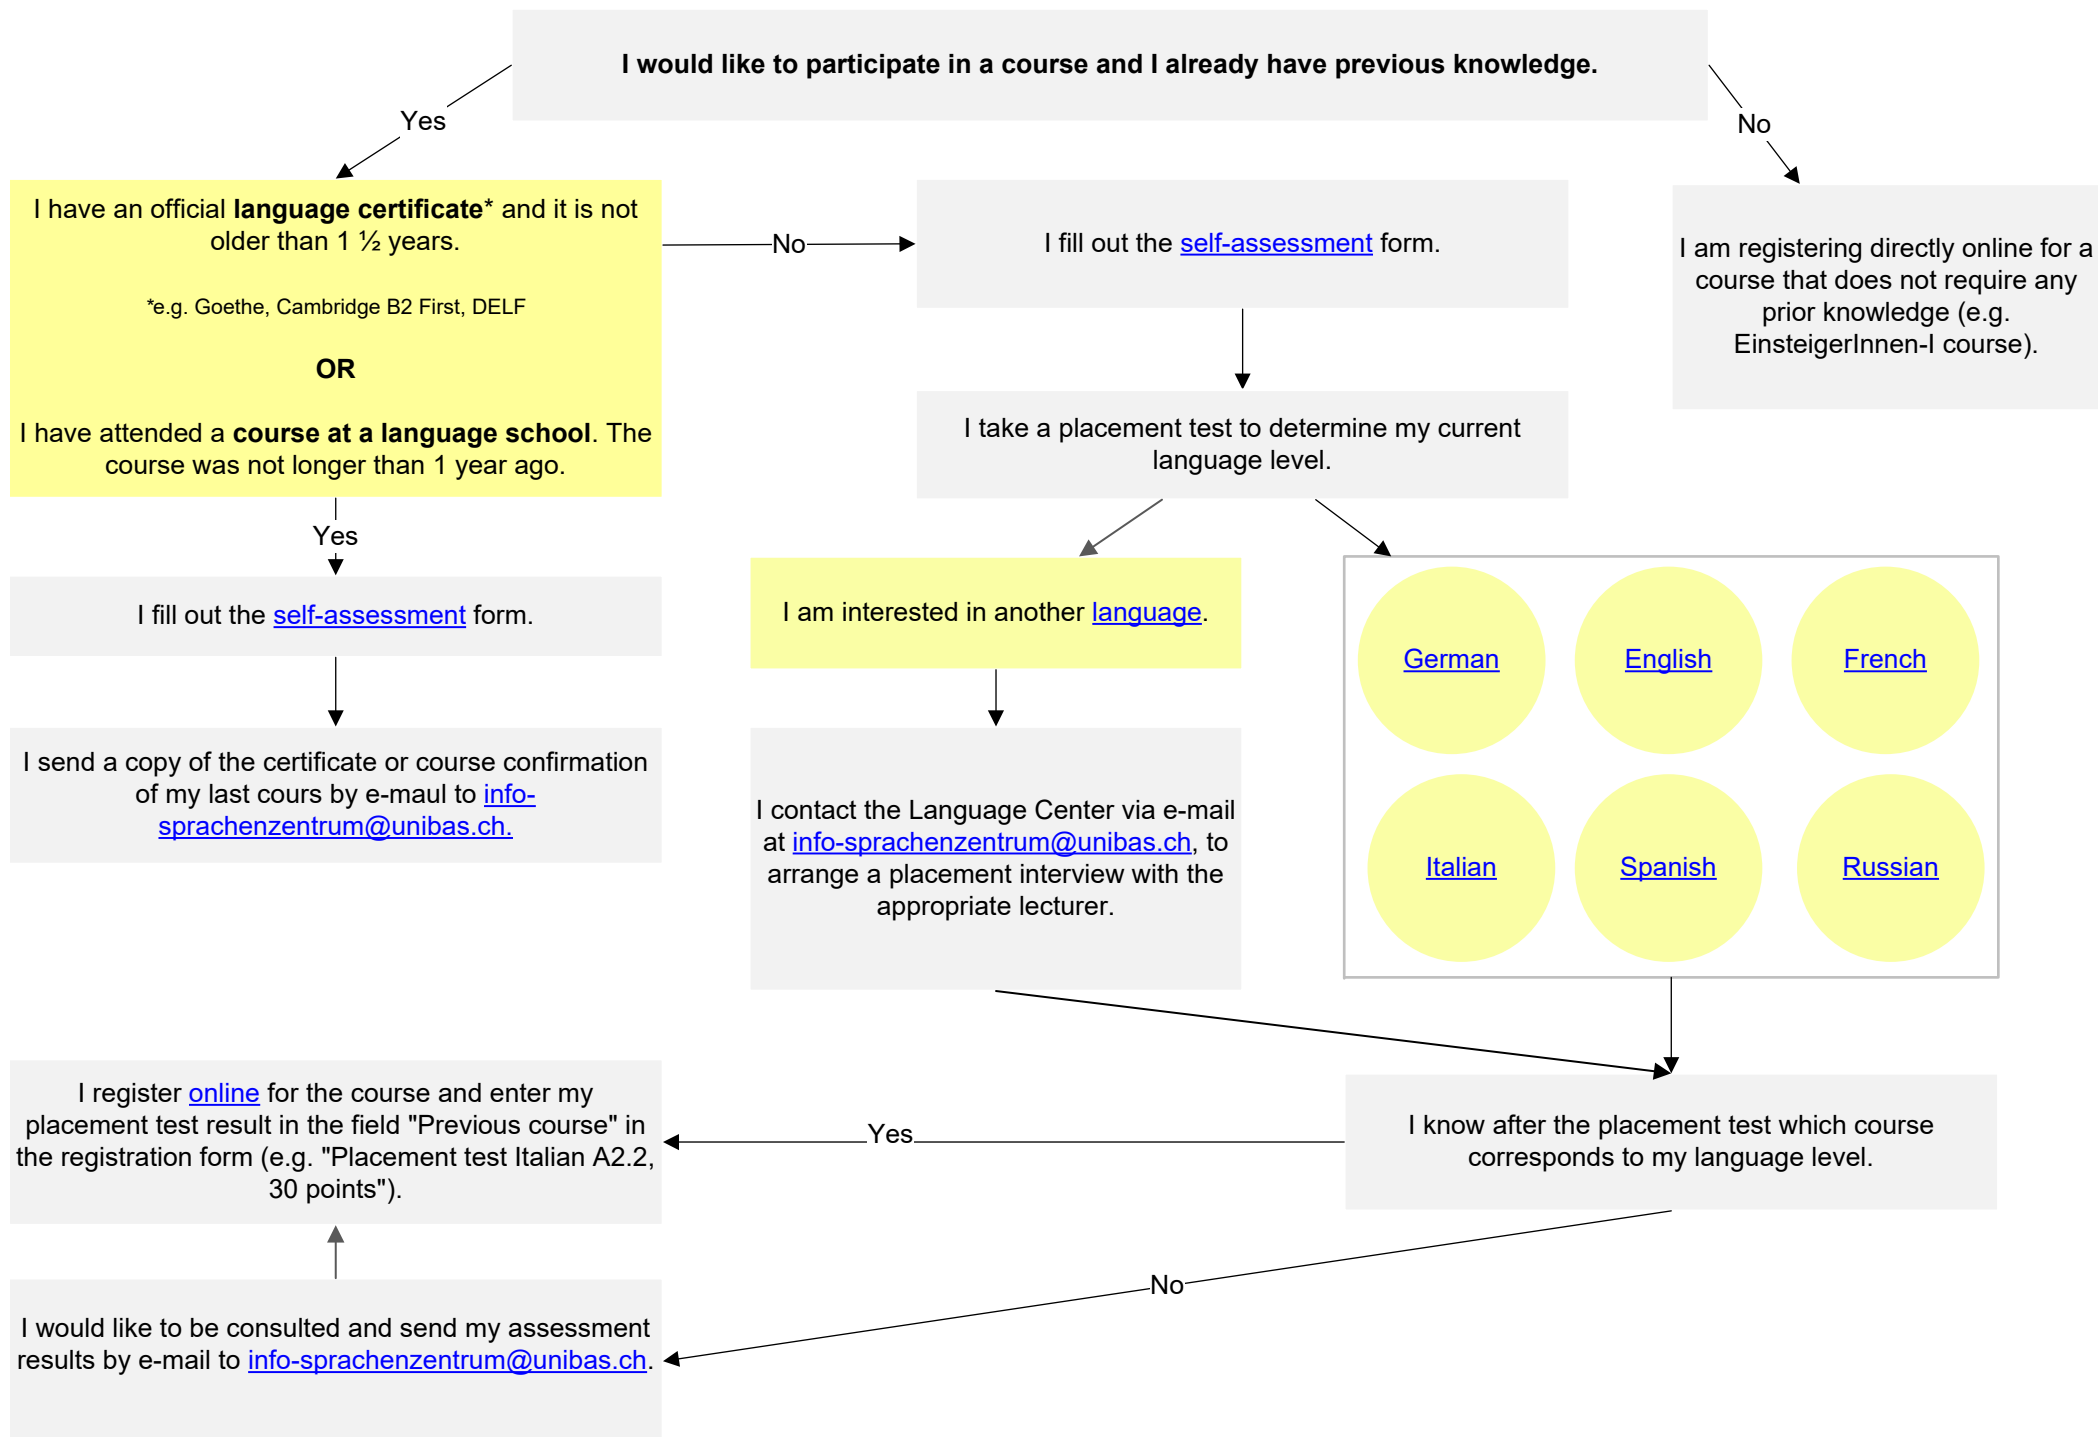 I would like to participate in a course and I already have previous knowledge.
Yes
No
I have an official language certificate* and it is not
older than 1 ½ years.
*e.g. Goethe, Cambridge B2 First, DELF
OR
I have attended a course at a language school. The
course was not longer than 1 year ago.
No
I fill out the self-assessment form.
I am registering directly online for a
course that does not require any
prior knowledge (e.g.
EinsteigerInnen-I course).
I take a placement test to determine my current
language level.
Yes
I fill out the self-assessment form.
I am interested in another language.
German
English
French
Italian
Spanish
Russian
I send a copy of the certificate or course confirmation
of my last cours by e-maul to info-
sprachenzentrum@unibas.ch.
I contact the Language Center via e-mail
at info-sprachenzentrum@unibas.ch, to
arrange a placement interview with the
appropriate lecturer.
I know after the placement test which course
corresponds to my language level.
Yes
I register online for the course and enter my
placement test result in the field "Previous course" in
the registration form (e.g. "Placement test Italian A2.2,
30 points").
No
I would like to be consulted and send my assessment
results by e-mail to info-sprachenzentrum@unibas.ch.